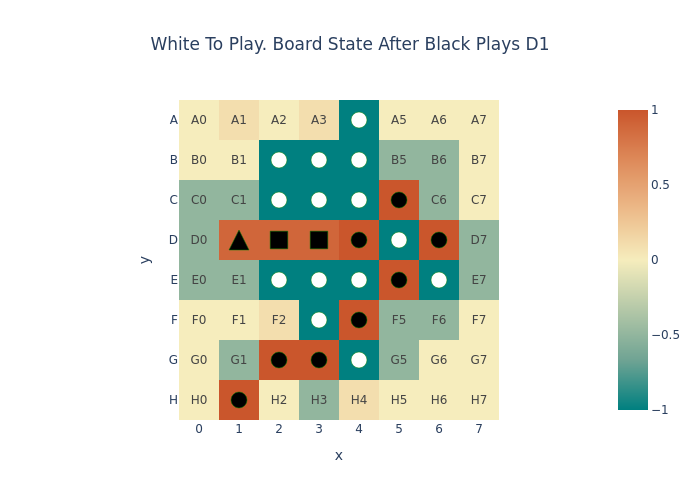 White To Play. Board State After Black Plays D1
A A0 A1 A2 A3 A5 A6 A7
B B0 B1 B5 B6 B7
C C0 C1 C6 C7
D D0 D7
E E0 E1 E7
F F0 F1 F2 F5 F6 F7
G G0 G1 G5 G6 G7
H H0 H2 H3 H4 H5 H6 H7
0 1 2 3 4 5 6 7
x
y
1
0.5
0
−0.5
−1